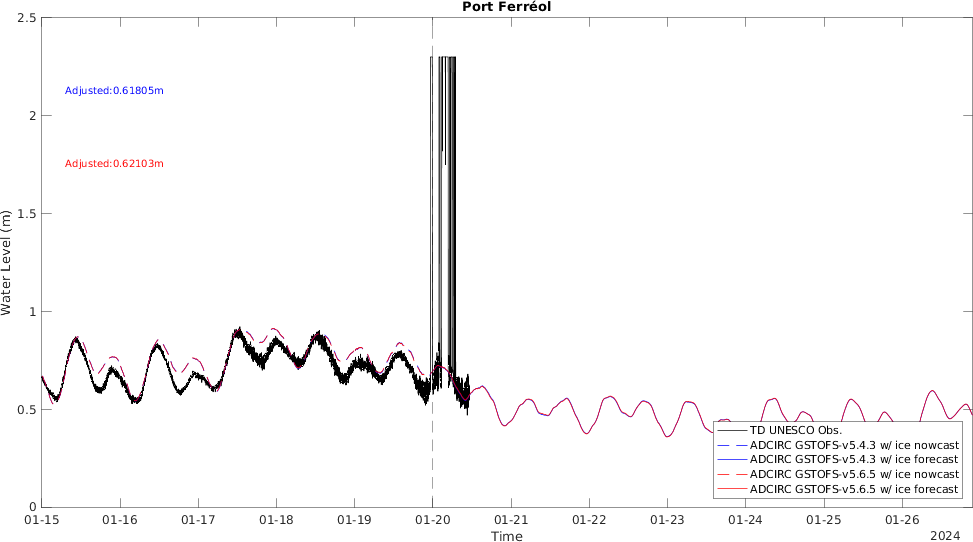 Port Ferréol
Water Level (m)
2.5
2
1.5
1
0.5
0
Adjusted:0.61805m
Adjusted:0.62103m
TD UNESCO Obs.
ADCIRC GSTOFS-v5.4.3 w/ ice nowcast
ADCIRC GSTOFS-v5.4.3 w/ ice forecast
ADCIRC GSTOFS-v5.6.5 w/ ice nowcast
ADCIRC GSTOFS-v5.6.5 w/ ice forecast
01-15 01-16 01-17 01-18 01-19 01-20 01-21 01-22 01-23 01-24 01-25 01-26
Time
2024